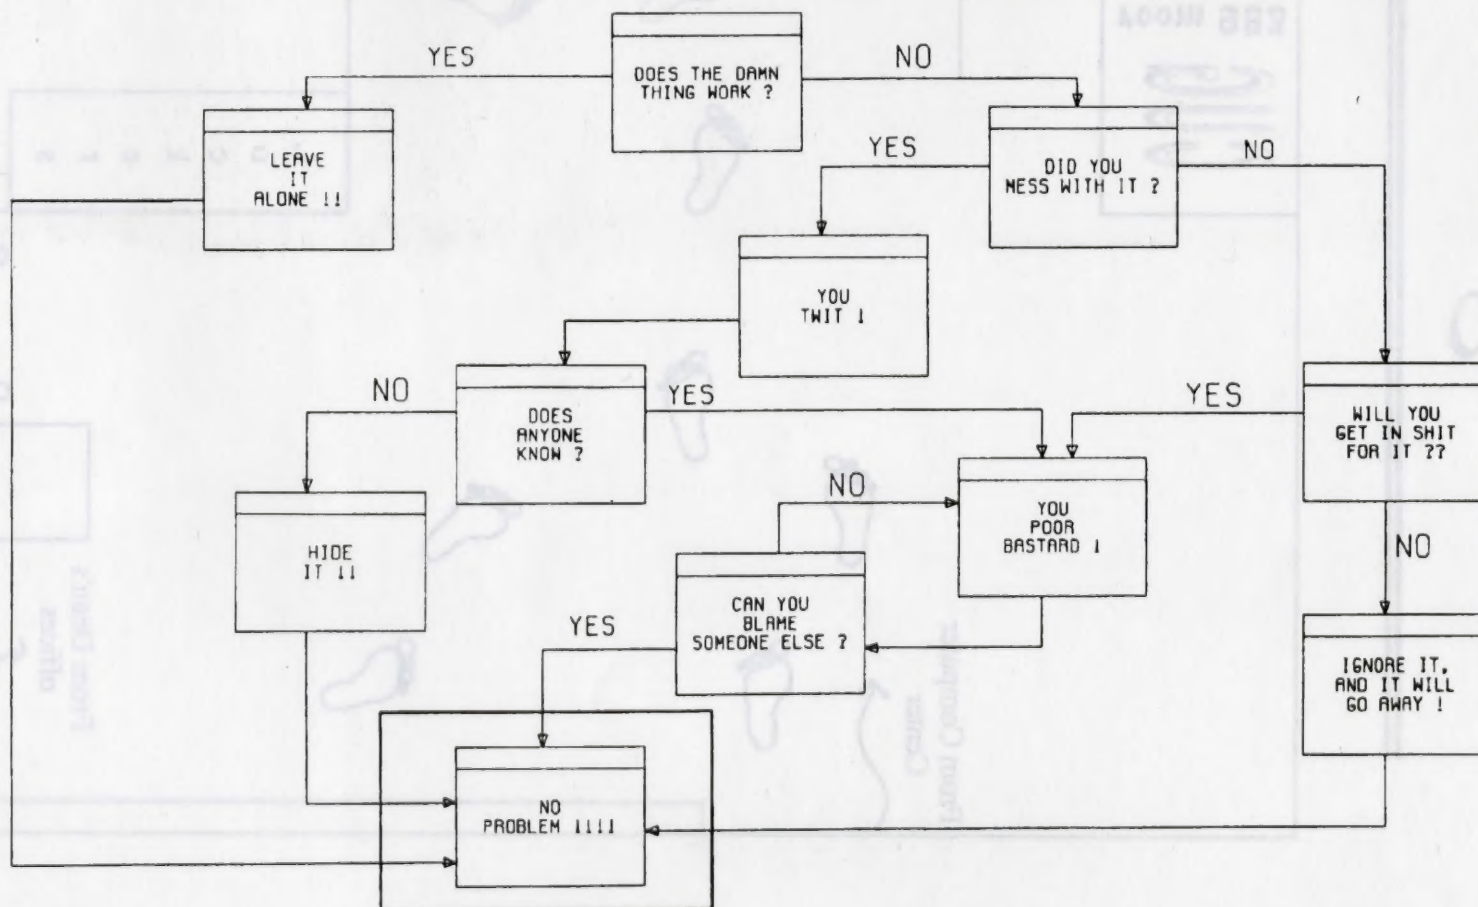 DOES THE DAMN
THING WORK ?
YES
NO
LEAVE
IT
ALONE !!
DID YOU
MESS WITH IT ?
YES
NO
YOU
TWIT !
DOES
ANYONE
KNOW ?
NO
YES
WILL YOU
GET IN SHIT
FOR IT ??
YES
NO
HIDE
IT !!
YOU
POOR
BASTARD !
CAN YOU
BLAME
SOMEONE ELSE ?
NO
YES
IGNORE IT,
AND IT WILL
GO AWAY !
NO
PROBLEM !!!!